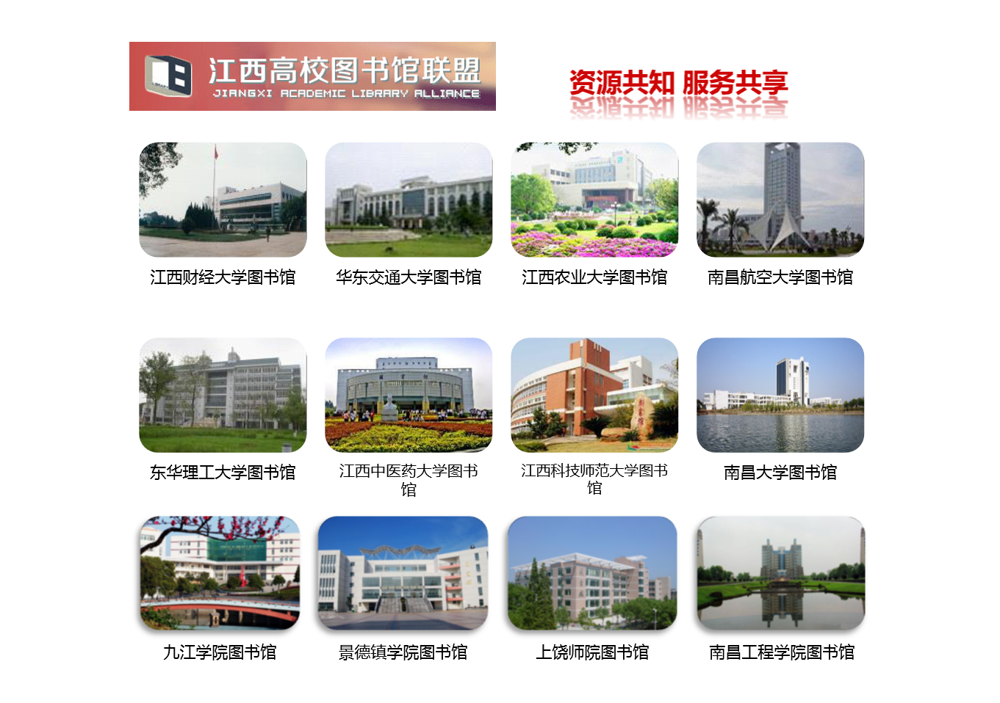 江西高校图书馆联盟
JIANGXI ACADEMIC LIBRARY ALLIANCE
资源共知 服务共享
江西财经大学图书馆
华东交通大学图书馆
江西农业大学图书馆
南昌航空大学图书馆
东华理工大学图书馆
江西中医药大学图书
馆
江西科技师范大学图书
馆
南昌大学图书馆
九江学院图书馆
景德镇学院图书馆
上饶师院图书馆
南昌工程学院图书馆